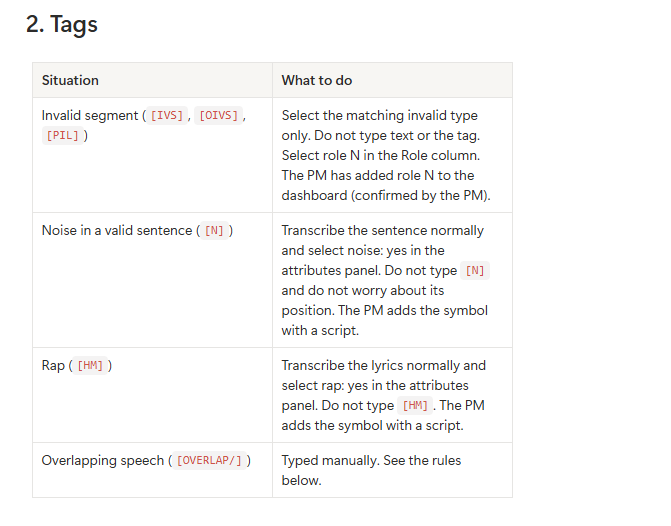 2. Tags
Situation
What to do
Invalid segment ( [IVS] , [OIVS] ,
[PIL] )
Select the matching invalid type
only. Do not type text or the tag.
Select role N in the Role column.
The PM has added role N to the
dashboard (confirmed by the PM).
Noise in a valid sentence ( [N] )
Transcribe the sentence normally
and select noise: yes in the
attributes panel. Do not type [N]
and do not worry about its
position. The PM adds the symbol
with a script.
Rap ( [HM] )
Transcribe the lyrics normally and
select rap: yes in the attributes
panel. Do not type [HM] . The PM
adds the symbol with a script.
Overlapping speech ( [OVERLAP/] )
Typed manually. See the rules
below.